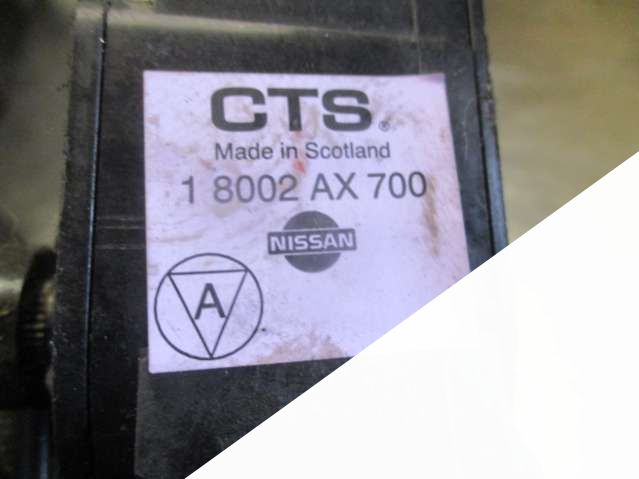 CTS®
Made in Scotland
1 8002 AX 700
NISSAN
A